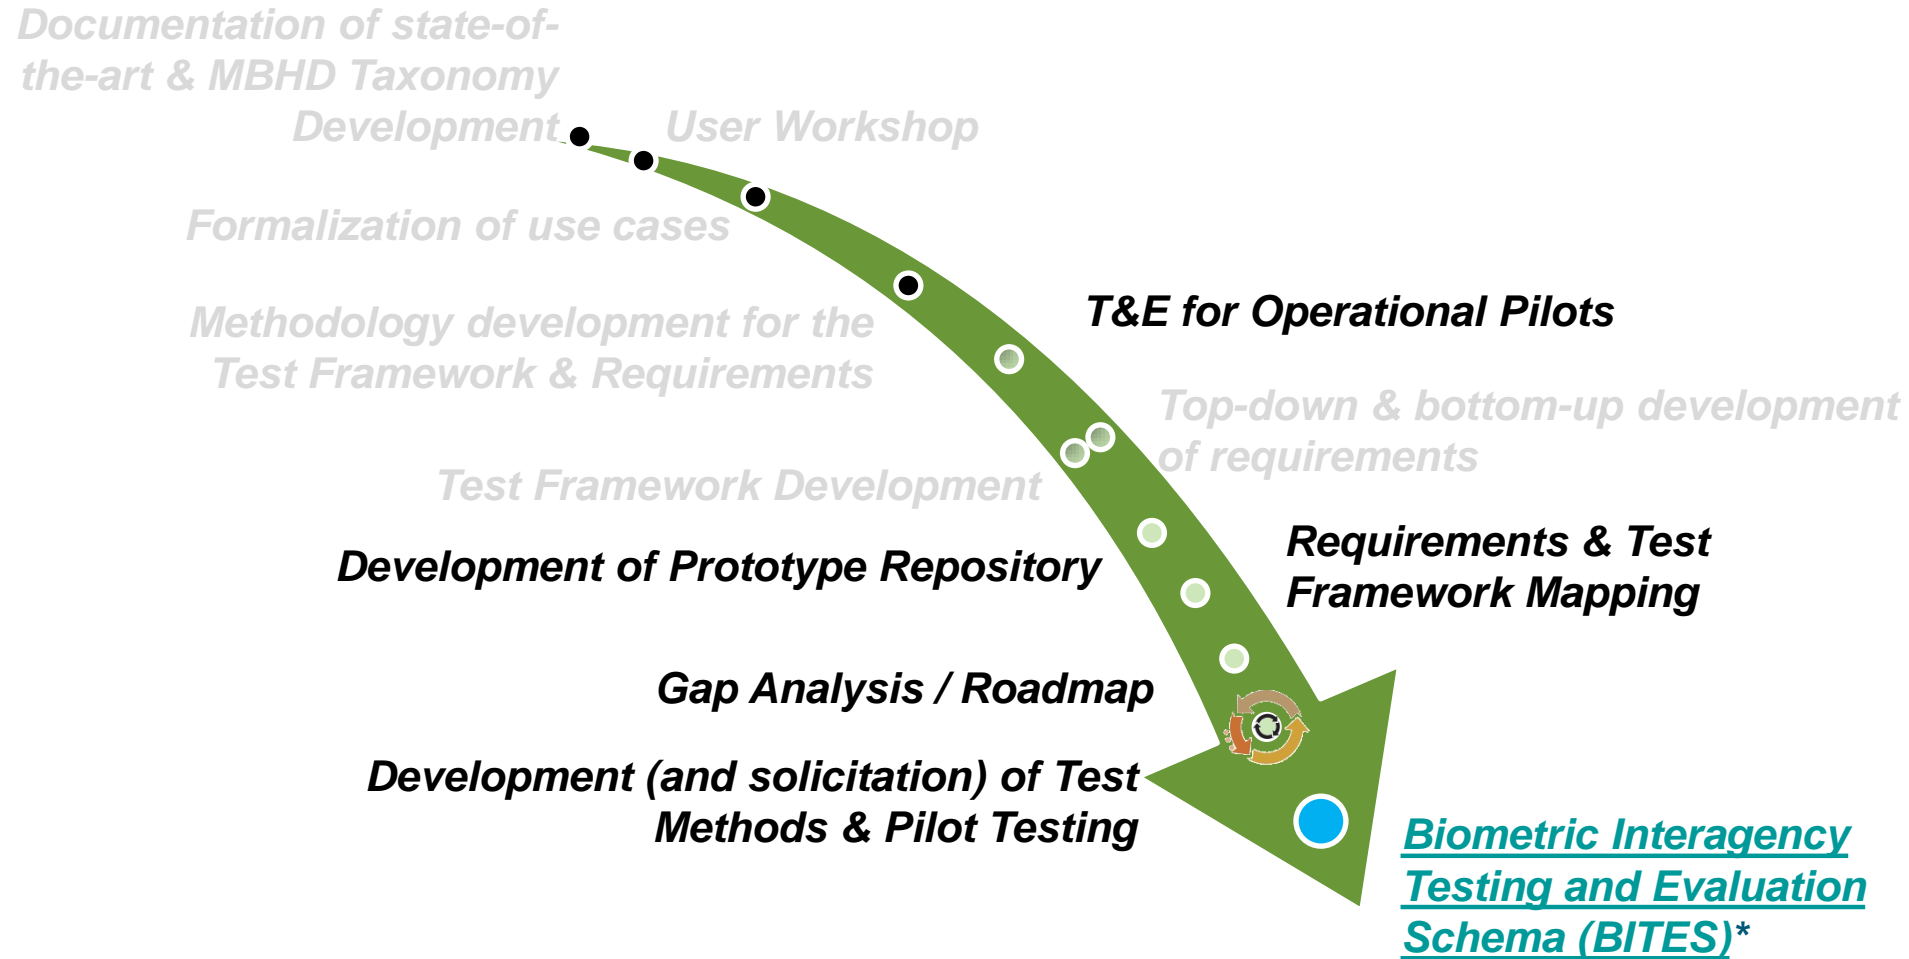 Documentation of state-of-
the-art & MBHD Taxonomy
Development
User Workshop
Formalization of use cases
Methodology development for the
Test Framework & Requirements
T&E for Operational Pilots
Top-down & bottom-up development
of requirements
Test Framework Development
Development of Prototype Repository
Requirements & Test
Framework Mapping
Gap Analysis / Roadmap
Development (and solicitation) of Test
Methods & Pilot Testing
Biometric Interagency
Testing and Evaluation
Schema (BITES)*